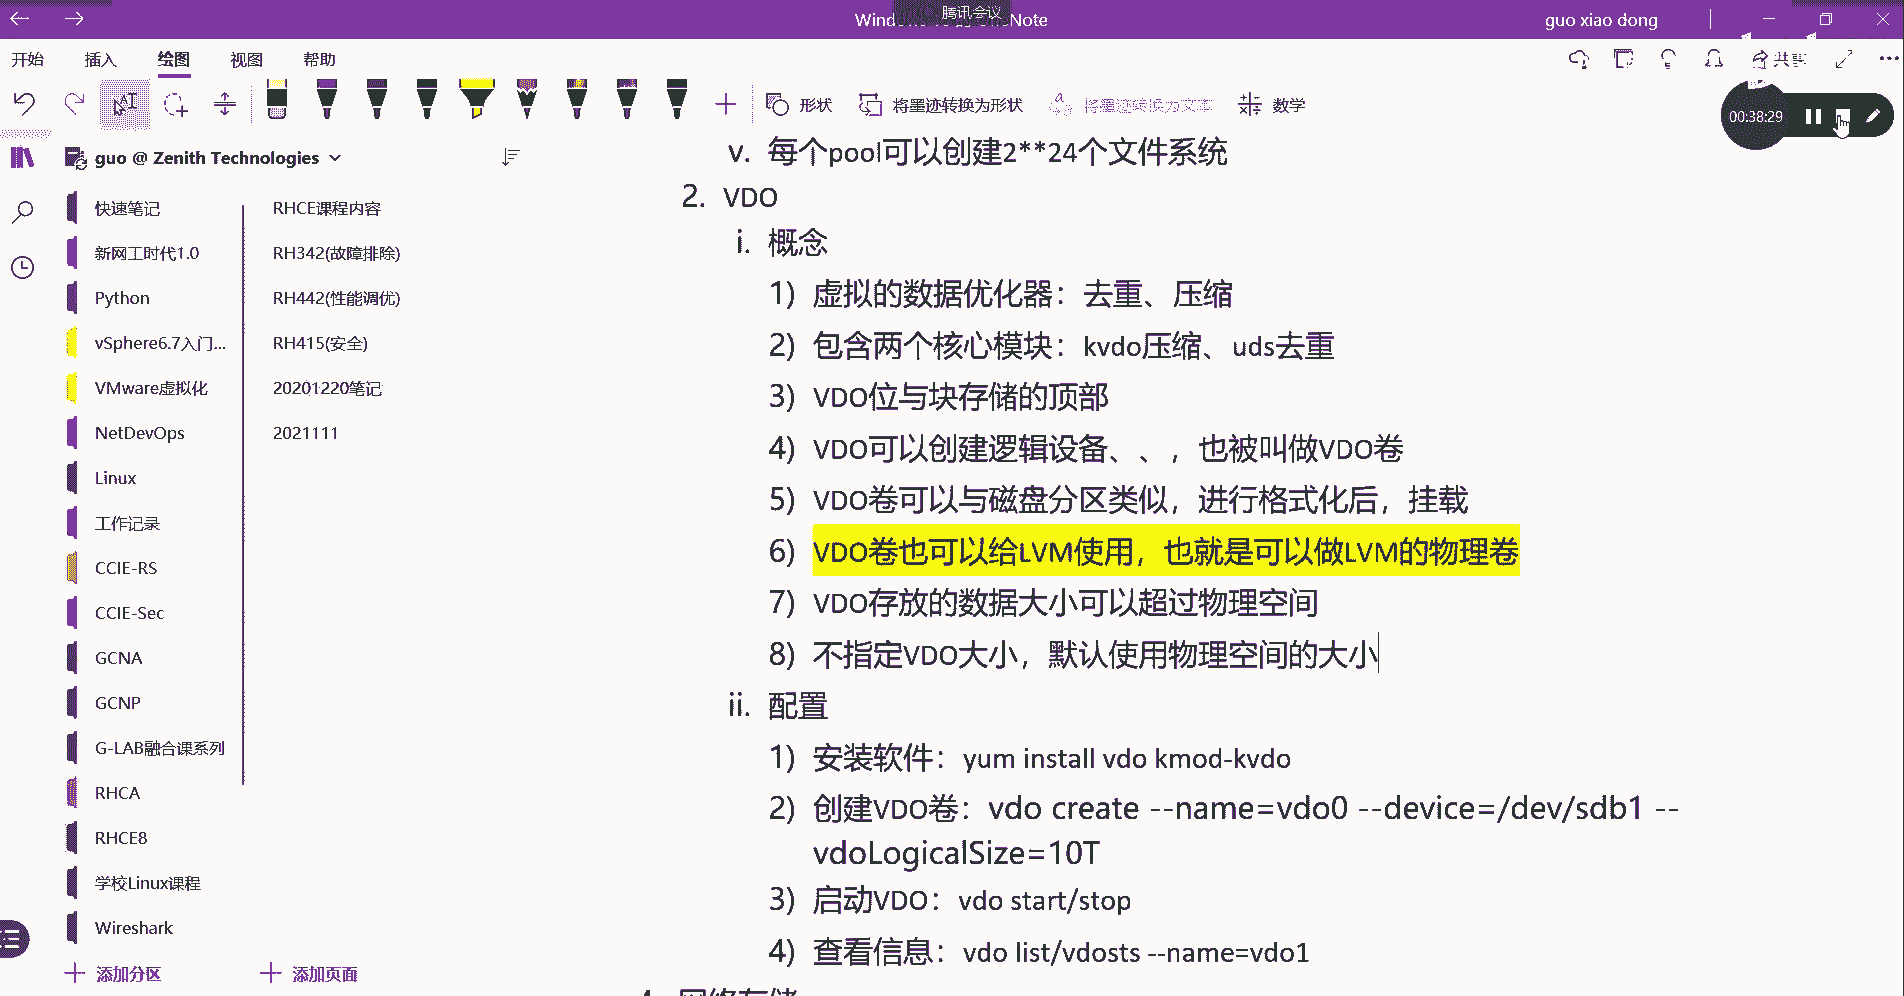 腾讯会议
guo xiao dong
开始 插入 绘图 视图 帮助
共享
形状 将墨迹转换为形状 将墨迹转换为文本 数学
00:38:29
guo @ Zenith Technologies
快速笔记
新网工时代1.0
Python
vSphere6.7入门...
VMware虚拟化
NetDevOps
Linux
工作记录
CCIE-RS
CCIE-Sec
GCNA
GCNP
G-LAB融合课系列
RHCA
RHCE8
学校Linux课程
Wireshark
添加分区
RHCE课程内容
RH342(故障排除)
RH442(性能调优)
RH415(安全)
20201220笔记
2021111
添加页面
v. 每个pool可以创建2**24个文件系统
2. VDO
i. 概念
1) 虚拟的数据优化器：去重、压缩
2) 包含两个核心模块：kvdo压缩、uds去重
3) VDO位与块存储的顶部
4) VDO可以创建逻辑设备、、，也被叫做VDO卷
5) VDO卷可以与磁盘分区类似，进行格式化后，挂载
6) VDO卷也可以给LVM使用，也就是可以做LVM的物理卷
7) VDO存放的数据大小可以超过物理空间
8) 不指定VDO大小，默认使用物理空间的大小
ii. 配置
1) 安装软件：yum install vdo kmod-kvdo
2) 创建VDO卷：vdo create --name=vdo0 --device=/dev/sdb1 --
vdoLogicalSize=10T
3) 启动VDO：vdo start/stop
4) 查看信息：vdo list/vdosts --name=vdo1